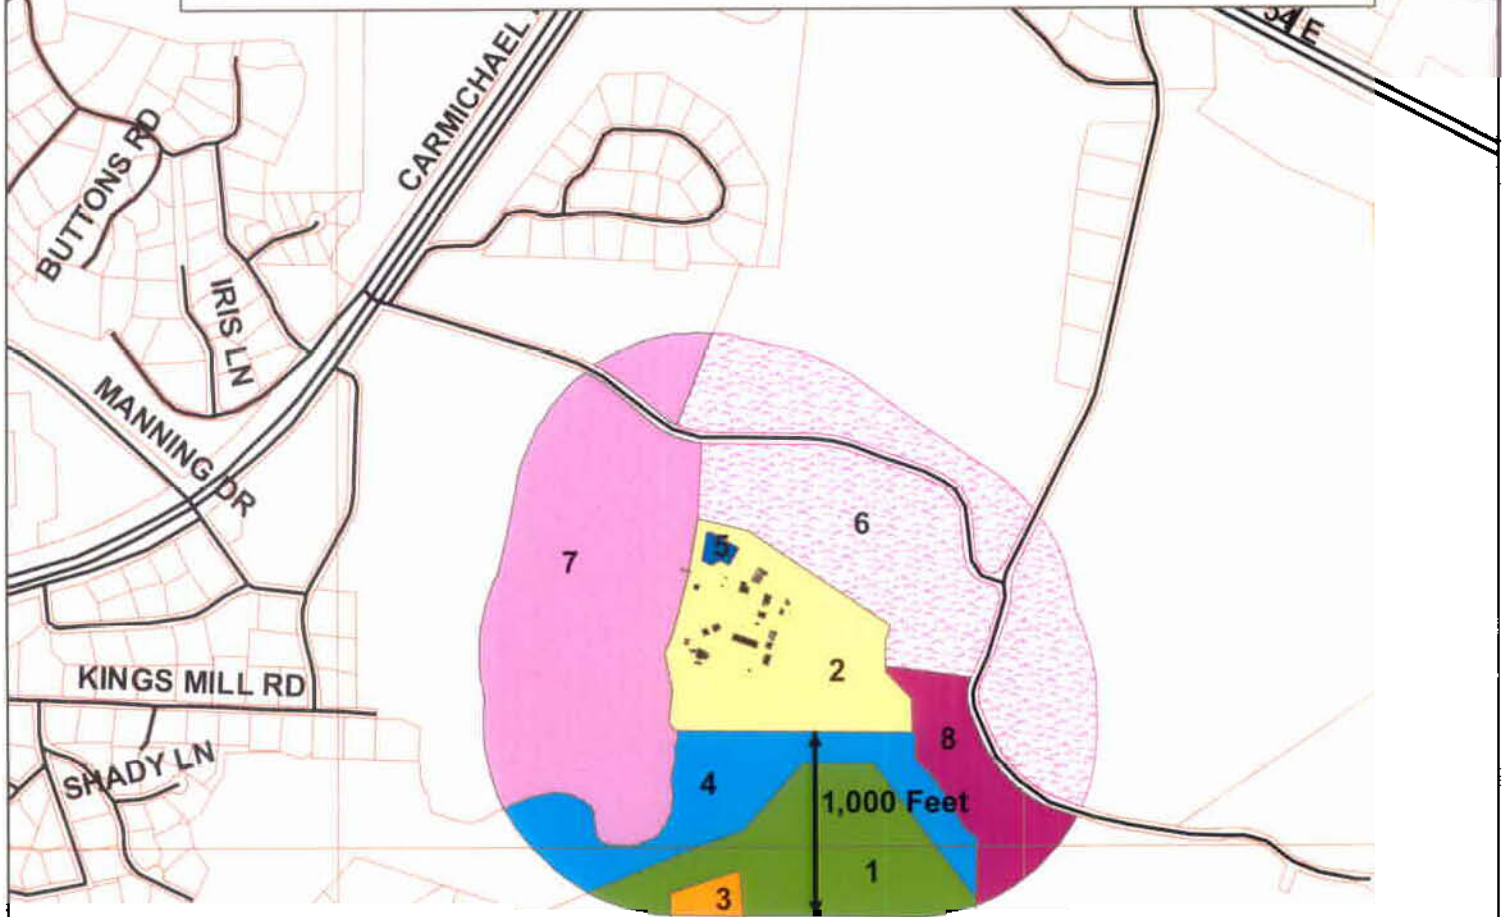 54 E
CARMICHAEL
BUTTONS RD
IRIS LN
MANNING DR
5
6
7
2
KINGS MILL RD
8
SHADY LN
4
1,000 Feet
1
3